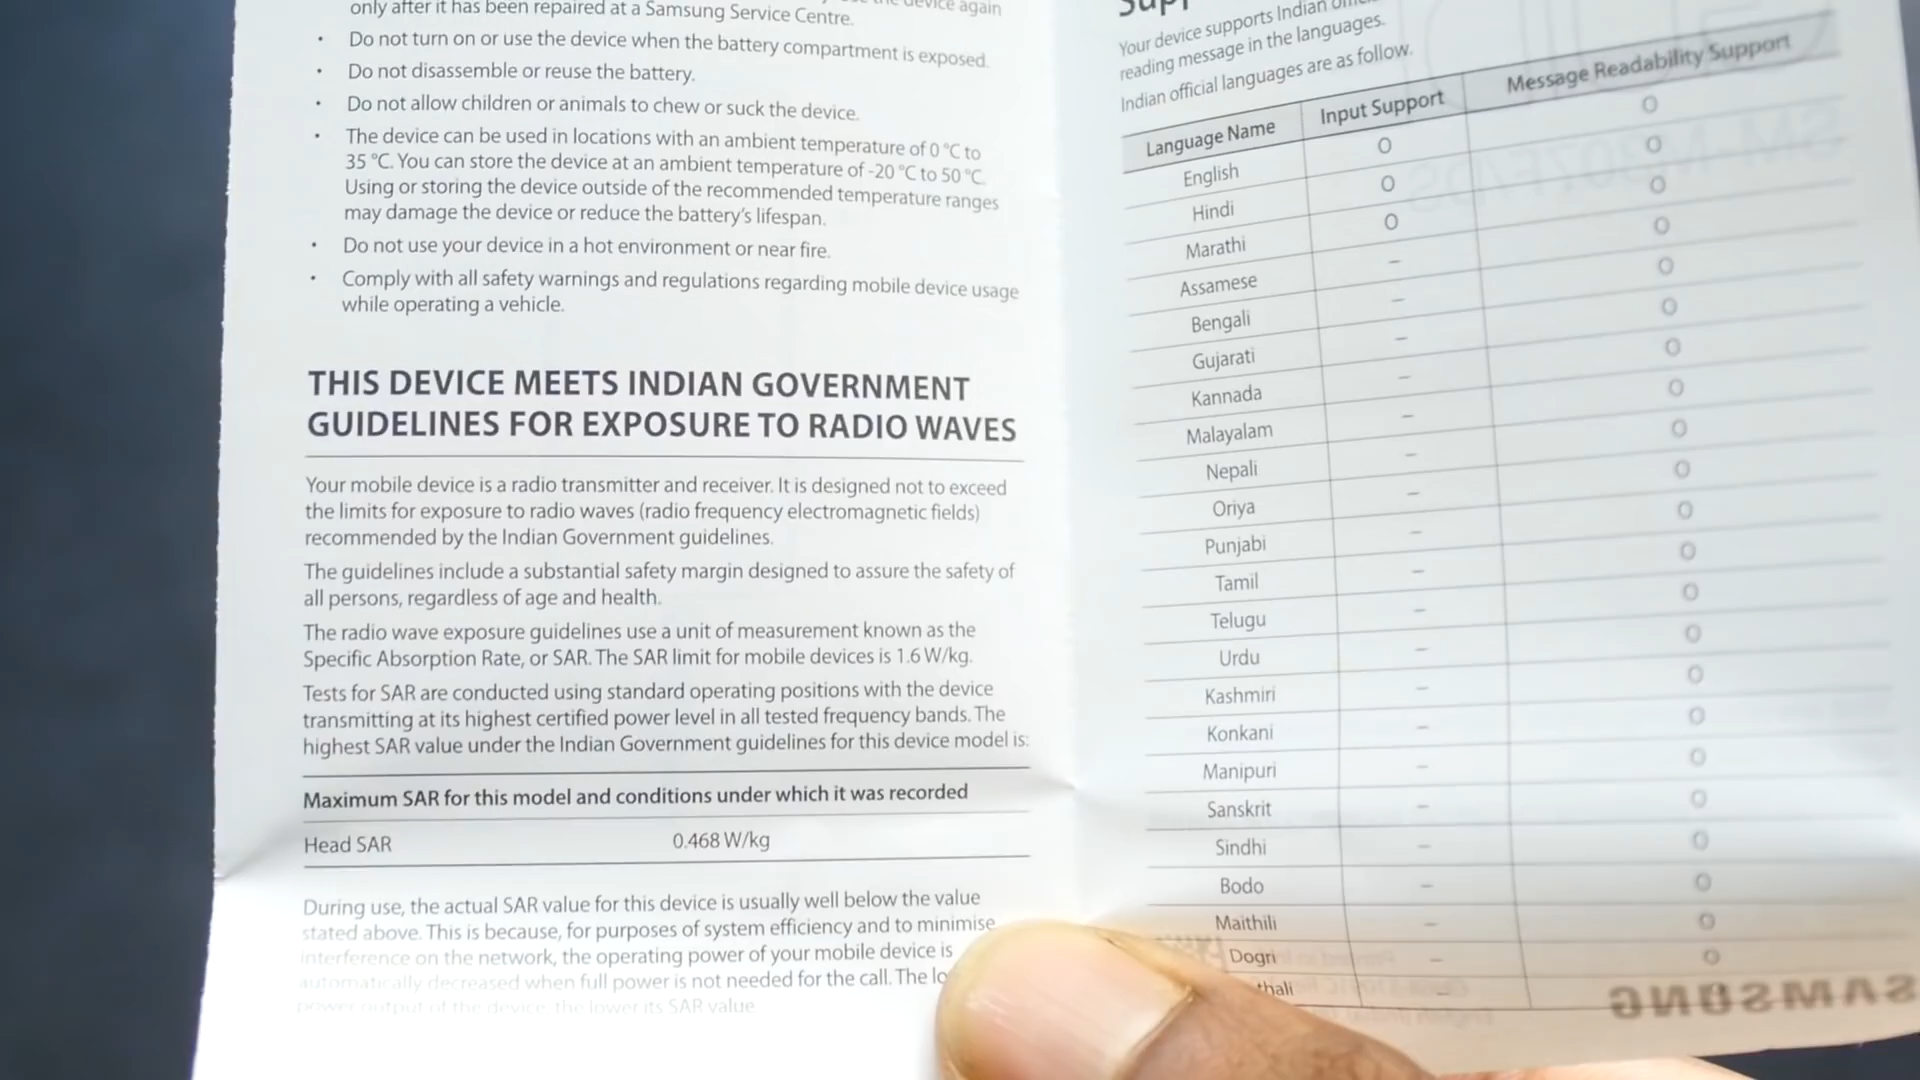 device again
only after it has been repaired at a Samsung Service Centre.
• Do not turn on or use the device when the battery compartment is exposed.
• Do not disassemble or reuse the battery.
• Do not allow children or animals to chew or suck the device.
• The device can be used in locations with an ambient temperature of 0 °C to
35 °C. You can store the device at an ambient temperature of -20 °C to 50 °C.
Using or storing the device outside of the recommended temperature ranges
may damage the device or reduce the battery's lifespan.
• Do not use your device in a hot environment or near fire.
• Comply with all safety warnings and regulations regarding mobile device usage
while operating a vehicle.
THIS DEVICE MEETS INDIAN GOVERNMENT
GUIDELINES FOR EXPOSURE TO RADIO WAVES
Your mobile device is a radio transmitter and receiver. It is designed not to exceed
the limits for exposure to radio waves (radio frequency electromagnetic fields)
recommended by the Indian Government guidelines.
The guidelines include a substantial safety margin designed to assure the safety of
all persons, regardless of age and health.
The radio wave exposure guidelines use a unit of measurement known as the
Specific Absorption Rate, or SAR. The SAR limit for mobile devices is 1.6 W/kg.
Tests for SAR are conducted using standard operating positions with the device
transmitting at its highest certified power level in all tested frequency bands. The
highest SAR value under the Indian Government guidelines for this device model is:
Maximum SAR for this model and conditions under which it was recorded
Head SAR 0.468 W/kg
During use, the actual SAR value for this device is usually well below the value
stated above. This is because, for purposes of system efficiency and to minimise
interference on the network, the operating power of your mobile device is
automatically decreased when full power is not needed for the call. The
power output of the device, the lower its SAR value.
Your device supports Indian
reading message in the languages.
Indian official languages are as follow.
Language Name Input Support Message Readability Support
English O O
Hindi O O
Marathi O O
Assamese – O
Bengali – O
Gujarati – O
Kannada – O
Malayalam – O
Nepali – O
Oriya – O
Punjabi – O
Tamil – O
Telugu – O
Urdu – O
Kashmiri – O
Konkani – O
Manipuri – O
Sanskrit – O
Sindhi – O
Bodo – O
Maithili – O
Dogri – O
thali – O
SAMSUNG